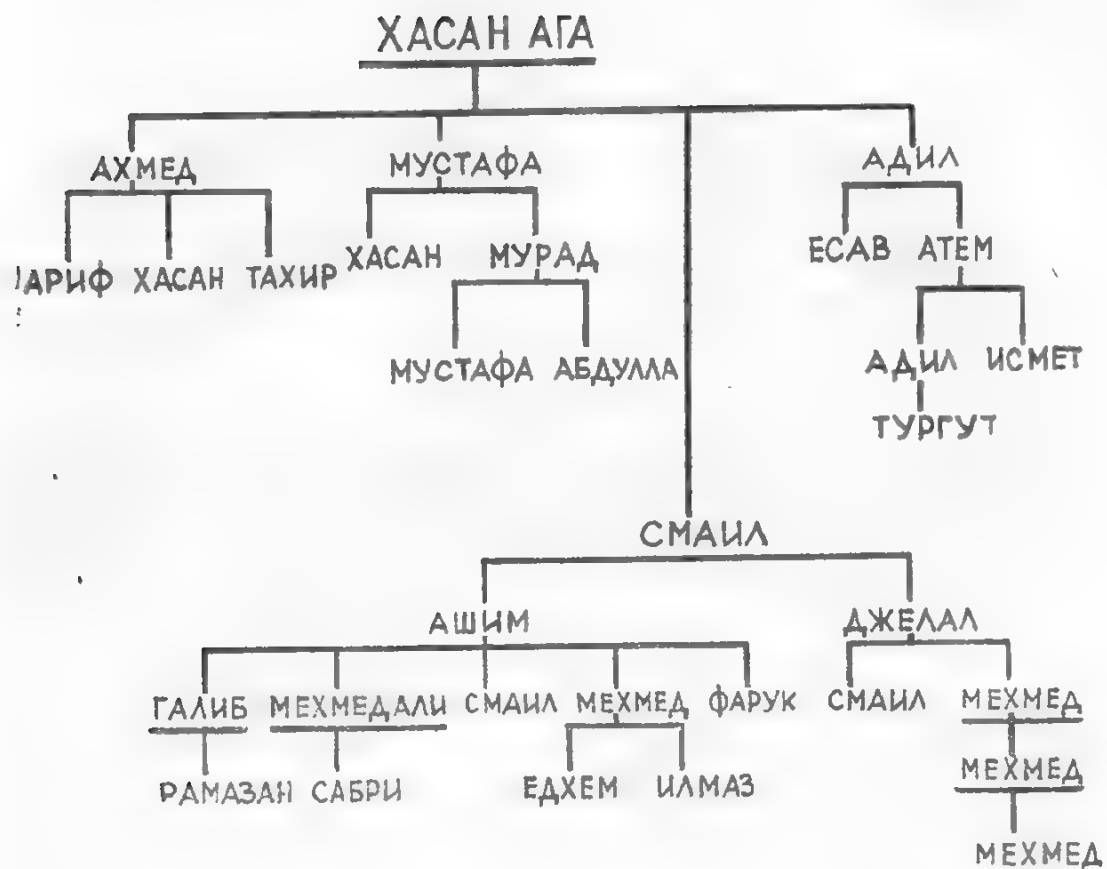 ХАСАН АГА
АХМЕД МУСТАФА АДИЛ
АРИФ ХАСАН ТАХИР ХАСАН МУРАД ЕСАВ АТЕМ
МУСТАФА АБДУЛЛА АДИЛ ИСМЕТ
ТУРГУТ
СМАИЛ
АШИМ ДЖЕЛАЛ
ГАЛИБ МЕХМЕДАЛИ СМАИЛ МЕХМЕД ФАРУК СМАИЛ МЕХМЕД
РАМАЗАН САБРИ ЕДХЕМ ИЛМАЗ МЕХМЕД
МЕХМЕД